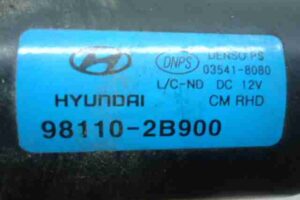 DNPS DENSO PS
03541-8080
L/C-ND DC 12V
HYUNDAI CM RHD
98110-2B900